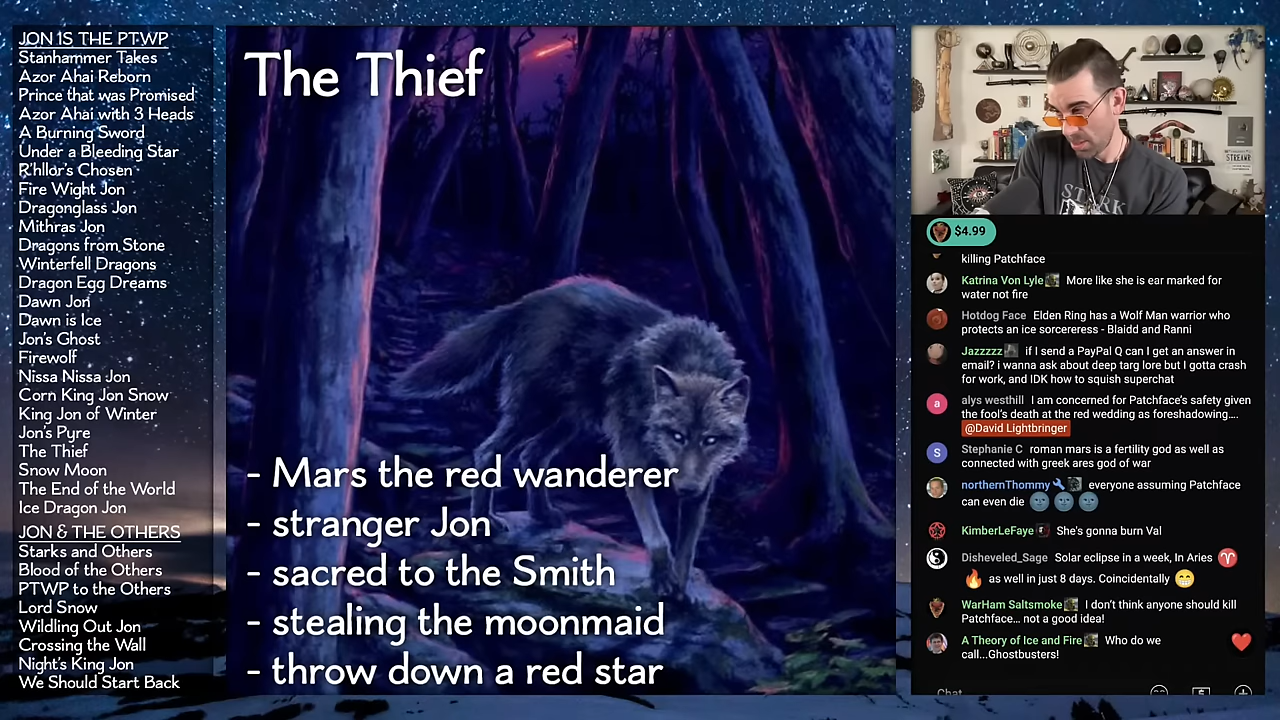 JON IS THE PTWP
Stanhammer Takes
Azor Ahai Reborn
Prince that was Promised
Azor Ahai with 3 Heads
A Burning Sword
Under a Bleeding Star
R'hllor's Chosen
Fire Wight Jon
Dragonglass Jon
Mithras Jon
Dragons from Stone
Winterfell Dragons
Dragon Egg Dreams
Dawn Jon
Dawn is Ice
Jon's Ghost
Firewolf
Nissa Nissa Jon
Corn King Jon Snow
King Jon of Winter
Jon's Pyre
The Thief
Snow Moon
The End of the World
Ice Dragon Jon
JON & THE OTHERS
Starks and Others
Blood of the Others
PTWP to the Others
Lord Snow
Wildling Out Jon
Crossing the Wall
Night's King Jon
We Should Start Back
The Thief
- Mars the red wanderer
- stranger Jon
- sacred to the Smith
- stealing the moonmaid
- throw down a red star
STARK
$4.99
killing Patchface
Katrina Von Lyle More like she is ear marked for
water not fire
Hotdog Face Elden Ring has a Wolf Man warrior who
protects an ice sorcereress - Blaidd and Ranni
Jazzzzz if I send a PayPal Q can I get an answer in
email? i wanna ask about deep targ lore but I gotta crash
for work, and IDK how to squish superchat
a
alys westhill I am concerned for Patchface's safety given
the fool's death at the red wedding as foreshadowing....
@David Lightbringer
S
Stephanie C roman mars is a fertility god as well as
connected with greek ares god of war
northernThommy everyone assuming Patchface
can even die
KimberLeFaye She's gonna burn Val
Disheveled_Sage Solar eclipse in a week, In Aries
as well in just 8 days. Coincidentally
WarHam Saltsmoke I don't think anyone should kill
Patchface... not a good idea!
A Theory of Ice and Fire Who do we
call...Ghostbusters!
Chat